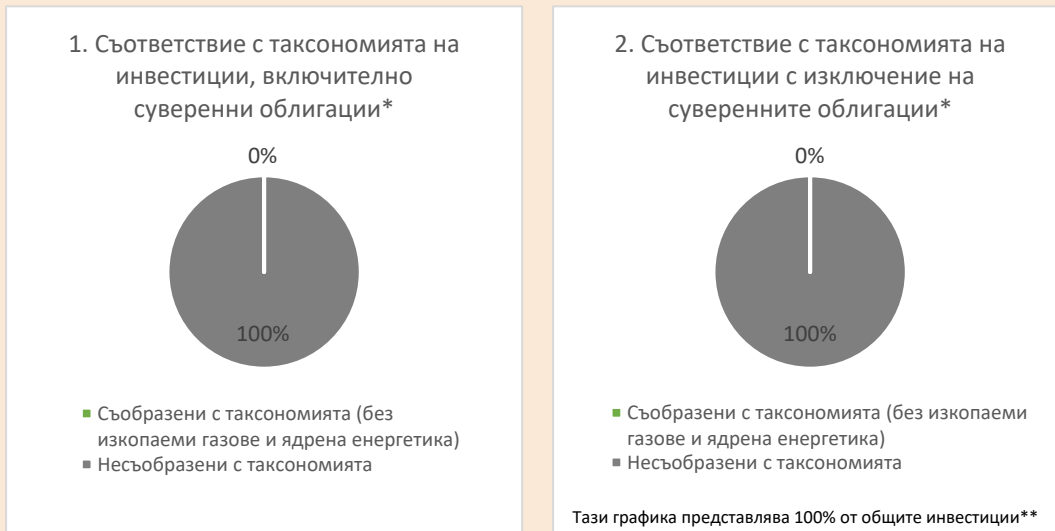 1. Съответствие с таксономията на
инвестиции, включително
суверенни облигации*
0%
100%
Съобразени с таксономията (без
изкопаеми газове и ядрена енергетика)
Несъобразени с таксономията
2. Съответствие с таксономията на
инвестиции с изключение на
суверенните облигации*
0%
100%
Съобразени с таксономията (без изкопаеми
газове и ядрена енергетика)
Несъобразени с таксономията
Тази графика представлява 100% от общите инвестиции**